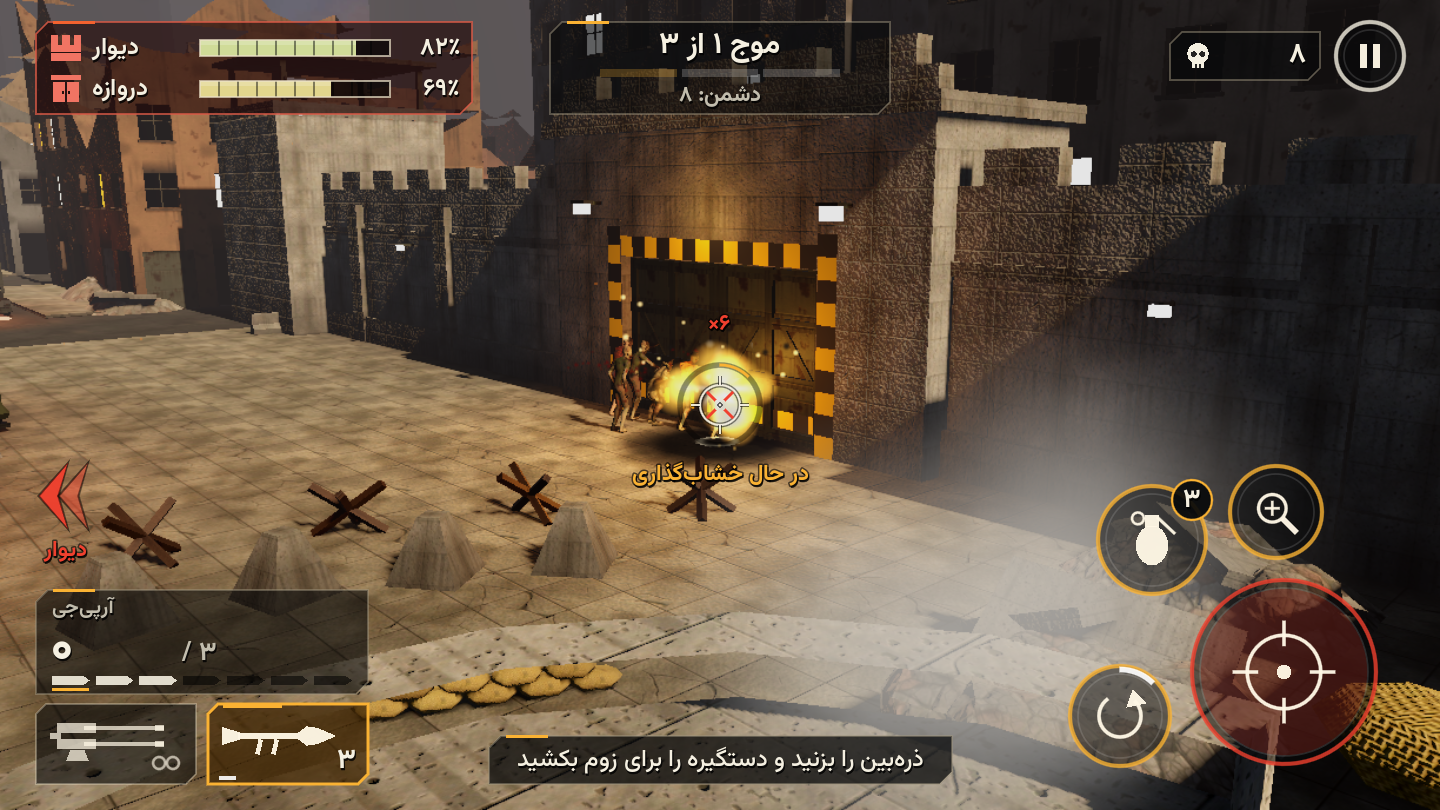 دیوار ۸۲٪
دروازه ۶۹٪
موج ۱ از ۳
دشمن: ۸
۸
×۶
در حال خشاب‌گذاری
دیوار
۳
آرپی‌جی
۰ / ۳
∞
۳
ذره‌بین را بزنید و دستگیره را برای زوم بکشید